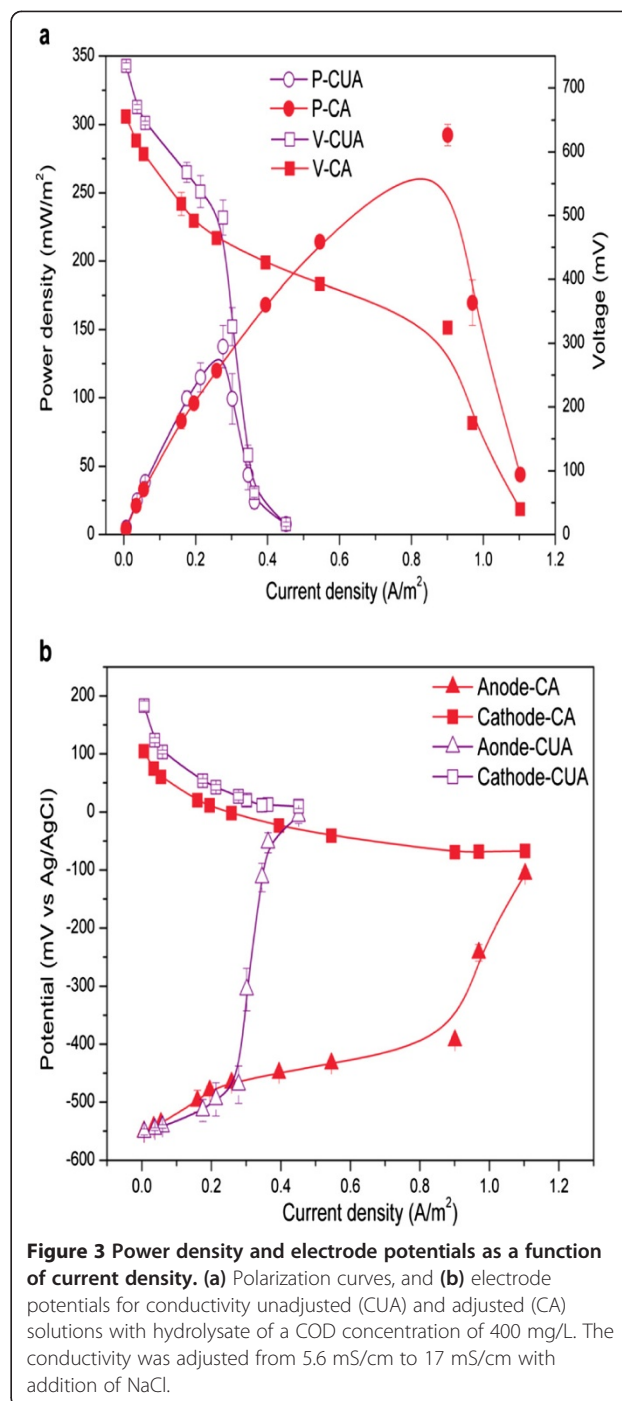 a
350
300
250
200
150
100
50
0
Power density (mW/m²)
P-CUA
P-CA
V-CUA
V-CA
700
600
500
400
300
200
100
0
Voltage (mV)
0.0 0.2 0.4 0.6 0.8 1.0 1.2
Current density (A/m²)
b
200
100
0
-100
-200
-300
-400
-500
-600
Potential (mV vs Ag/AgCl)
Anode-CA
Cathode-CA
Aonde-CUA
Cathode-CUA
0.0 0.2 0.4 0.6 0.8 1.0 1.2
Current density (A/m²)
Figure 3 Power density and electrode potentials as a function
of current density. (a) Polarization curves, and (b) electrode
potentials for conductivity unadjusted (CUA) and adjusted (CA)
solutions with hydrolysate of a COD concentration of 400 mg/L. The
conductivity was adjusted from 5.6 mS/cm to 17 mS/cm with
addition of NaCl.